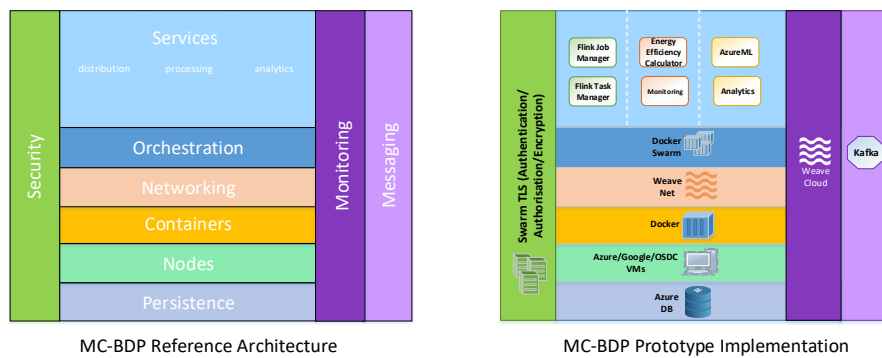 Services
distribution processing analytics
Orchestration
Networking
Containers
Nodes
Persistence
Security
Monitoring
Messaging
MC-BDP Reference Architecture
Swarm TLS (Authentication/
Authorisation/Encryption)
Flink Job
Manager
Energy
Efficiency
Calculator
AzureML
Flink Task
Manager
Monitoring
Analytics
Docker
Swarm
Weave
Net
Docker
Azure/Google/OSDC
VMs
Azure
DB
Weave
Cloud
Kafka
MC-BDP Prototype Implementation